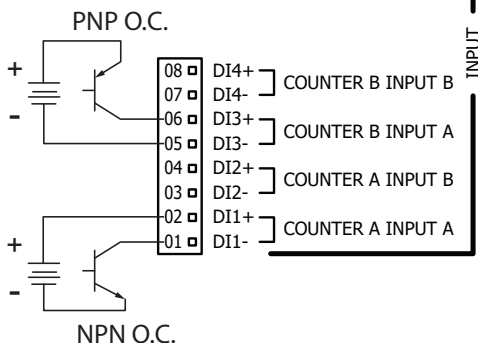 PNP O.C.
+
-
08 DI4+
07 DI4-
COUNTER B INPUT B
06 DI3+
05 DI3-
COUNTER B INPUT A
04 DI2+
03 DI2-
COUNTER A INPUT B
02 DI1+
01 DI1-
COUNTER A INPUT A
INPUT
+
-
NPN O.C.